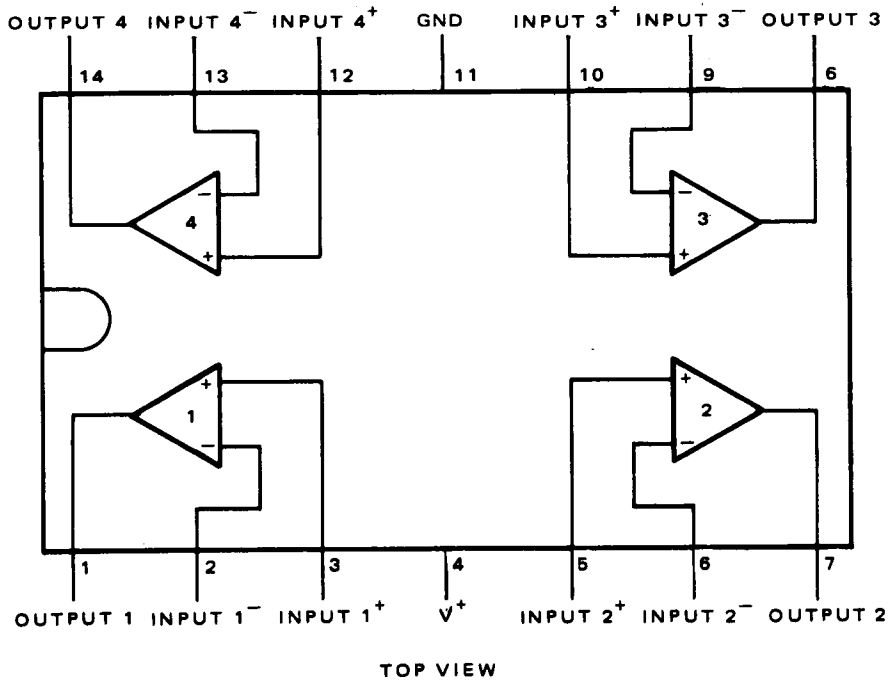 OUTPUT 4 INPUT 4⁻ INPUT 4⁺ GND INPUT 3⁺ INPUT 3⁻ OUTPUT 3
14 13 12 11 10 9 6
− −
4 3
+ +
+ +
1 2
− −
1 2 3 4 5 6 7
OUTPUT 1 INPUT 1⁻ INPUT 1⁺ V⁺ INPUT 2⁺ INPUT 2⁻ OUTPUT 2
TOP VIEW